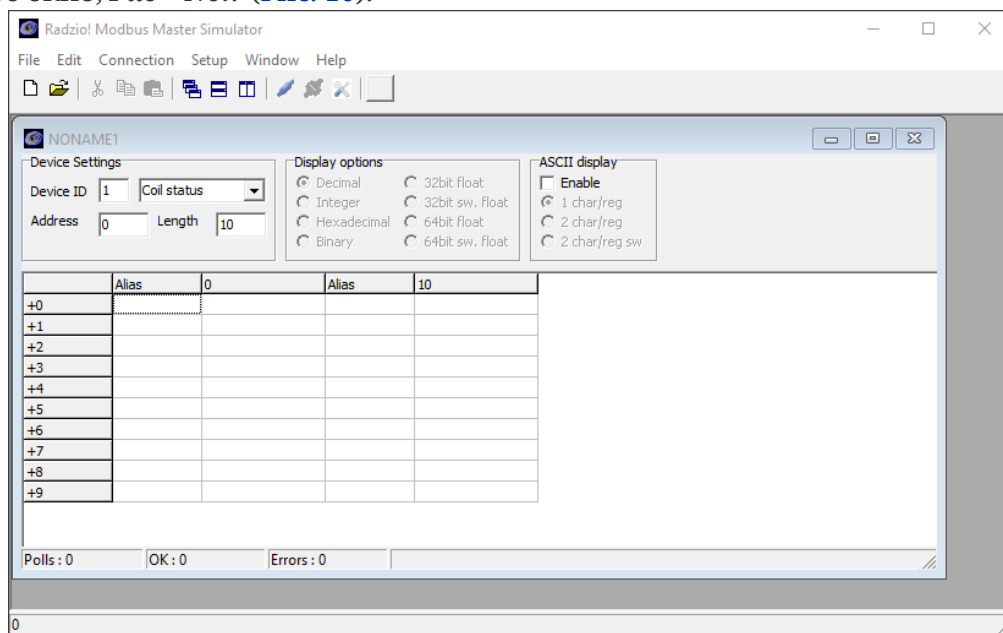 Radzio! Modbus Master Simulator
File Edit Connection Setup Window Help
NONAME1
Device Settings
Device ID 1 Coil status
Address 0 Length 10
Display options
Decimal 32bit float
Integer 32bit sw. float
Hexadecimal 64bit float
Binary 64bit sw. float
ASCII display
Enable
1 char/reg
2 char/reg
2 char/reg sw
Alias 0 Alias 10
+0
+1
+2
+3
+4
+5
+6
+7
+8
+9
Polls : 0 OK : 0 Errors : 0
0